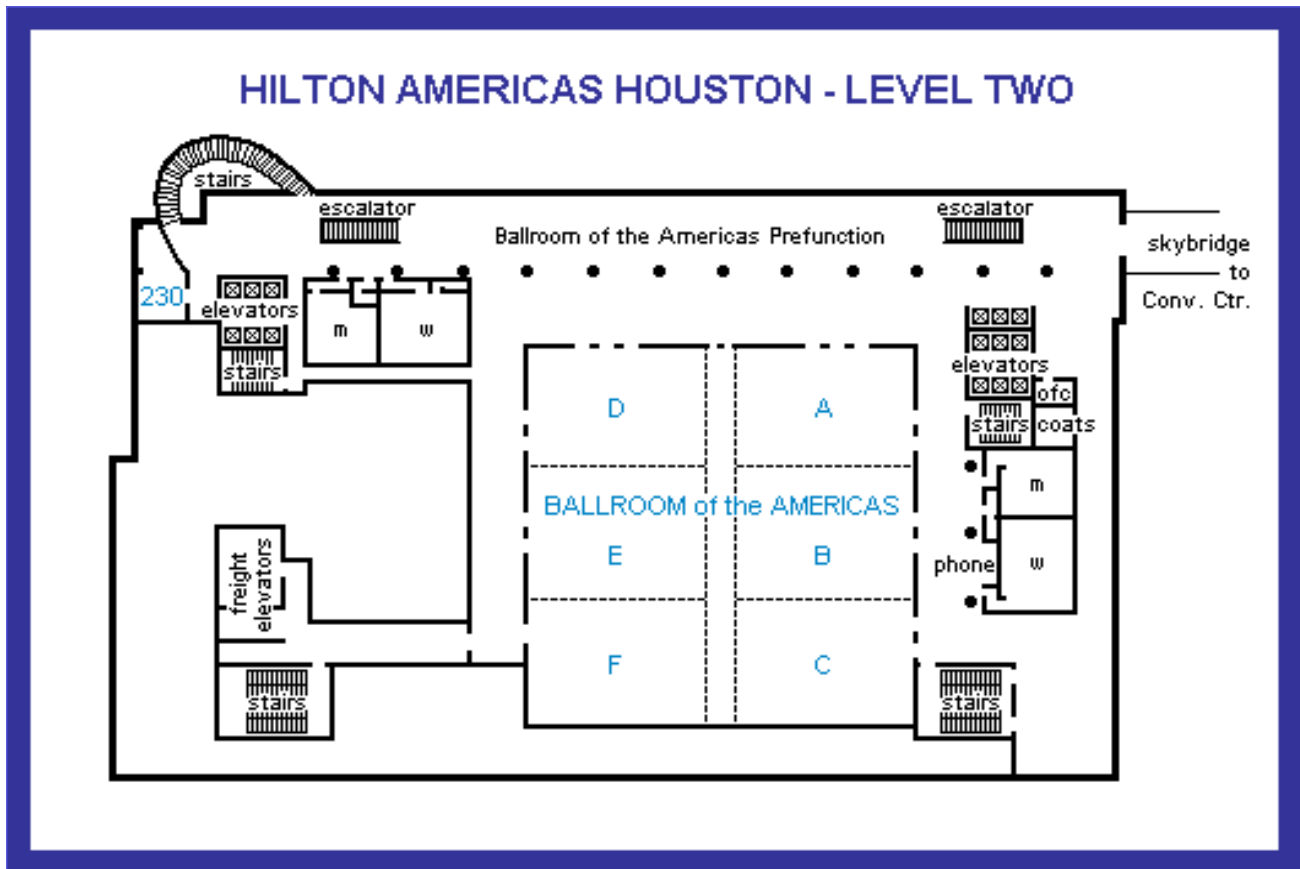 HILTON AMERICAS HOUSTON - LEVEL TWO
stairs
escalator
escalator
Ballroom of the Americas Prefunction
skybridge
to
Conv. Ctr.
230
elevators
m
w
stairs
elevators
ofc
stairs
coats
D
A
BALLROOM of the AMERICAS
m
E
B
phone
w
freight
elevators
F
C
stairs
stairs